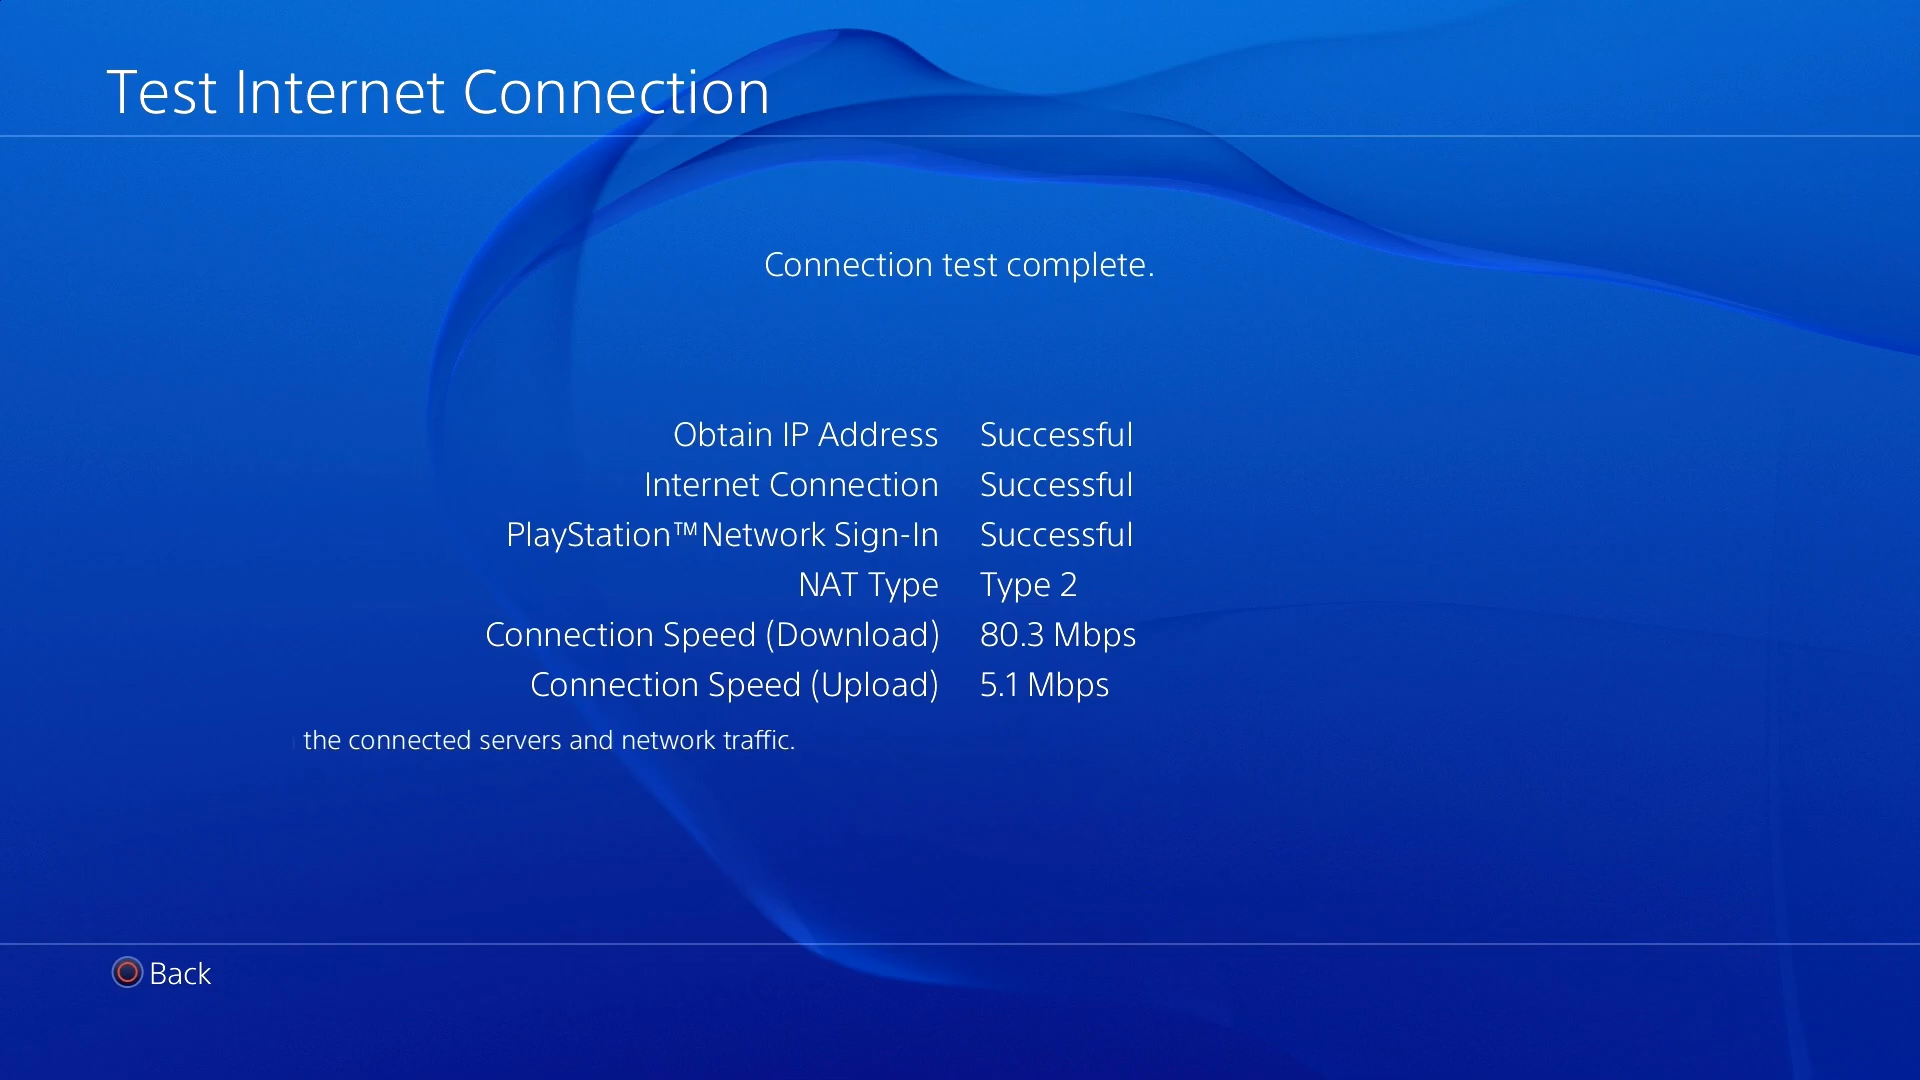 Test Internet Connection
Connection test complete.
Obtain IP Address Successful
Internet Connection Successful
PlayStation™Network Sign-In Successful
NAT Type Type 2
Connection Speed (Download) 80.3 Mbps
Connection Speed (Upload) 5.1 Mbps
the connected servers and network traffic.
Back